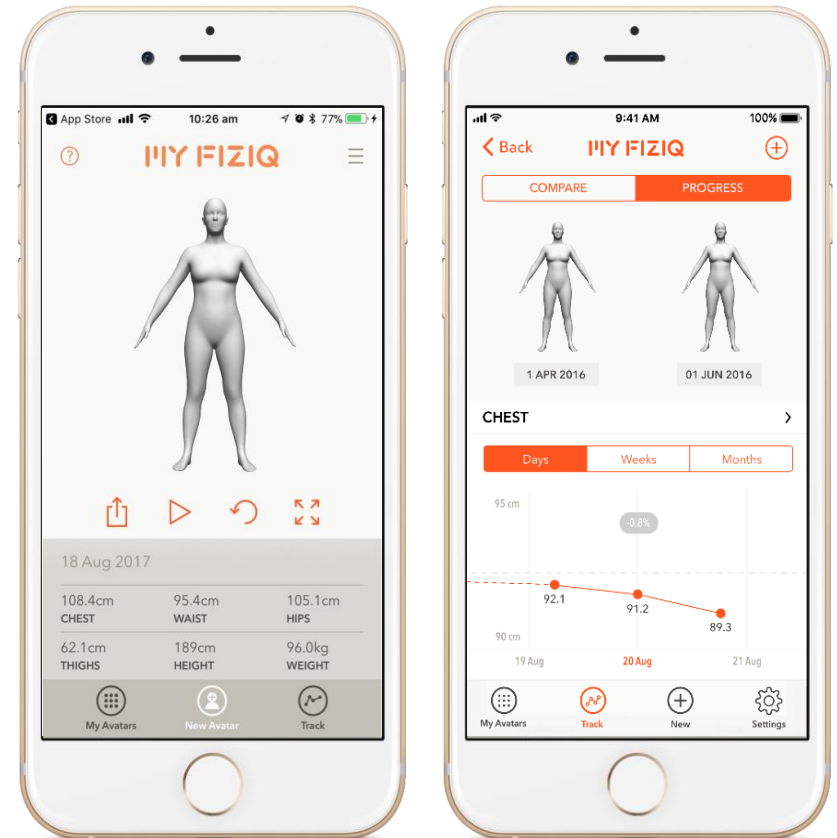 App Store 10:26 am 77%
? MY FIZIQ
18 Aug 2017
108.4cm 95.4cm 105.1cm
CHEST WAIST HIPS
62.1cm 189cm 96.0kg
THIGHS HEIGHT WEIGHT
My Avatars New Avatar Track
9:41 AM 100%
Back MY FIZIQ
COMPARE PROGRESS
1 APR 2016 01 JUN 2016
CHEST
Days Weeks Months
95 cm
-0.8%
92.1
91.2
89.3
90 cm
19 Aug 20 Aug 21 Aug
My Avatars Track New Settings